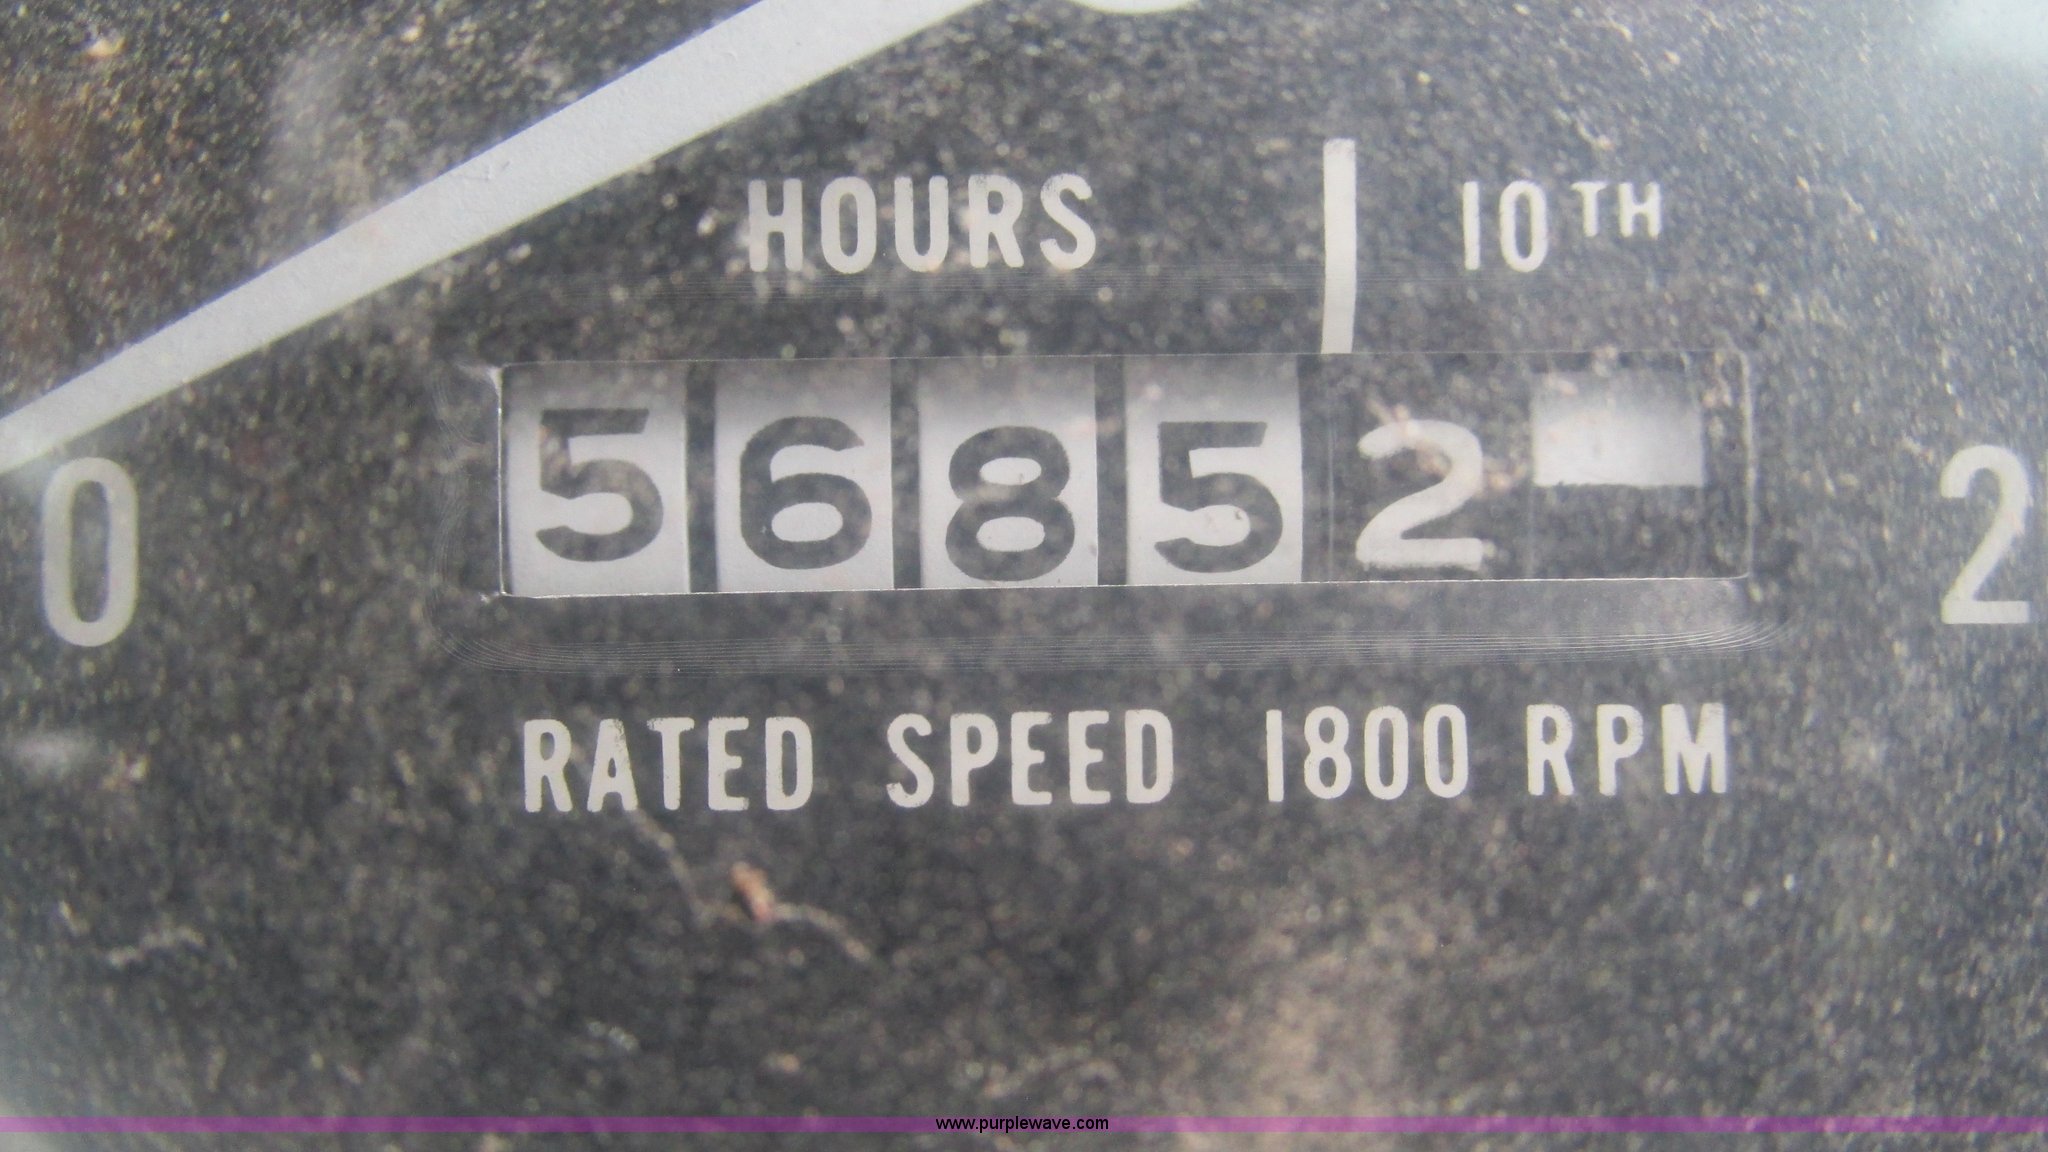 HOURS 10TH
0 56852 2
RATED SPEED 1800 RPM
www.purplewave.com